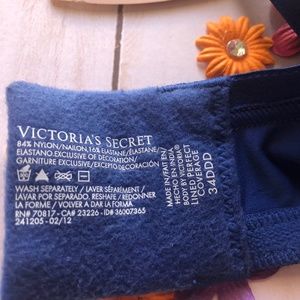 VICTORIA'S SECRET
84% NYLON/NAILON, 16% ELASTANE/ELASTANE,
ELASTANO. EXCLUSIVE OF DECORATION/
GARNITURE EXCLUSIVE/EXCEPTO DECORACIÓN
WASH SEPARATELY / LAVER SÉPARÉMENT /
LAVAR POR SEPARADO. RESHAPE / REDONNER
LA FORME / VOLVER A DAR LA FORMA.
RN# 70817 - CA# 23226 - ID# 36007365
241205 - 02/12
MADE IN/FAIT EN/
HECHO EN INDIA
BODY BY VICTORIA®
LINED PERFECT
COVERAGE
34DDD